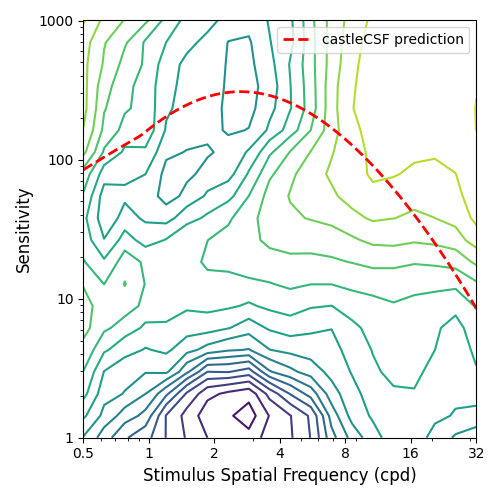 castleCSF prediction
1000
100
10
1
Sensitivity
0.5 1 2 4 8 16 32
Stimulus Spatial Frequency (cpd)